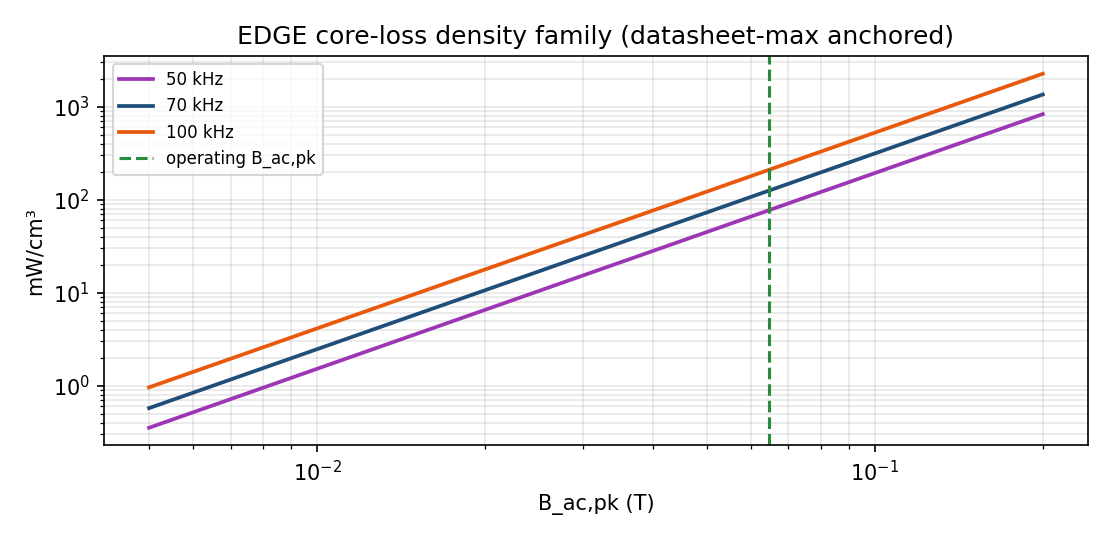 EDGE core-loss density family (datasheet-max anchored)
50 kHz
70 kHz
100 kHz
operating B_ac,pk
mW/cm³
10³
10²
10¹
10⁰
10⁻²
10⁻¹
B_ac,pk (T)